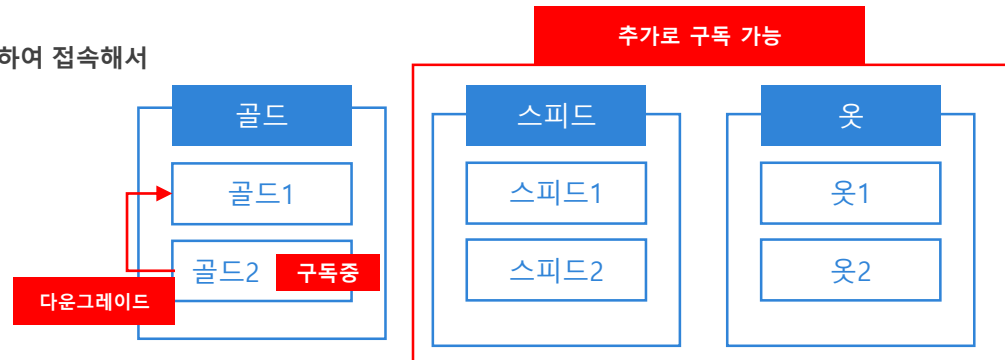 추가로 구독 가능
하여 접속해서
골드
스피드
옷
골드1
스피드1
옷1
골드2
구독중
스피드2
옷2
다운그레이드